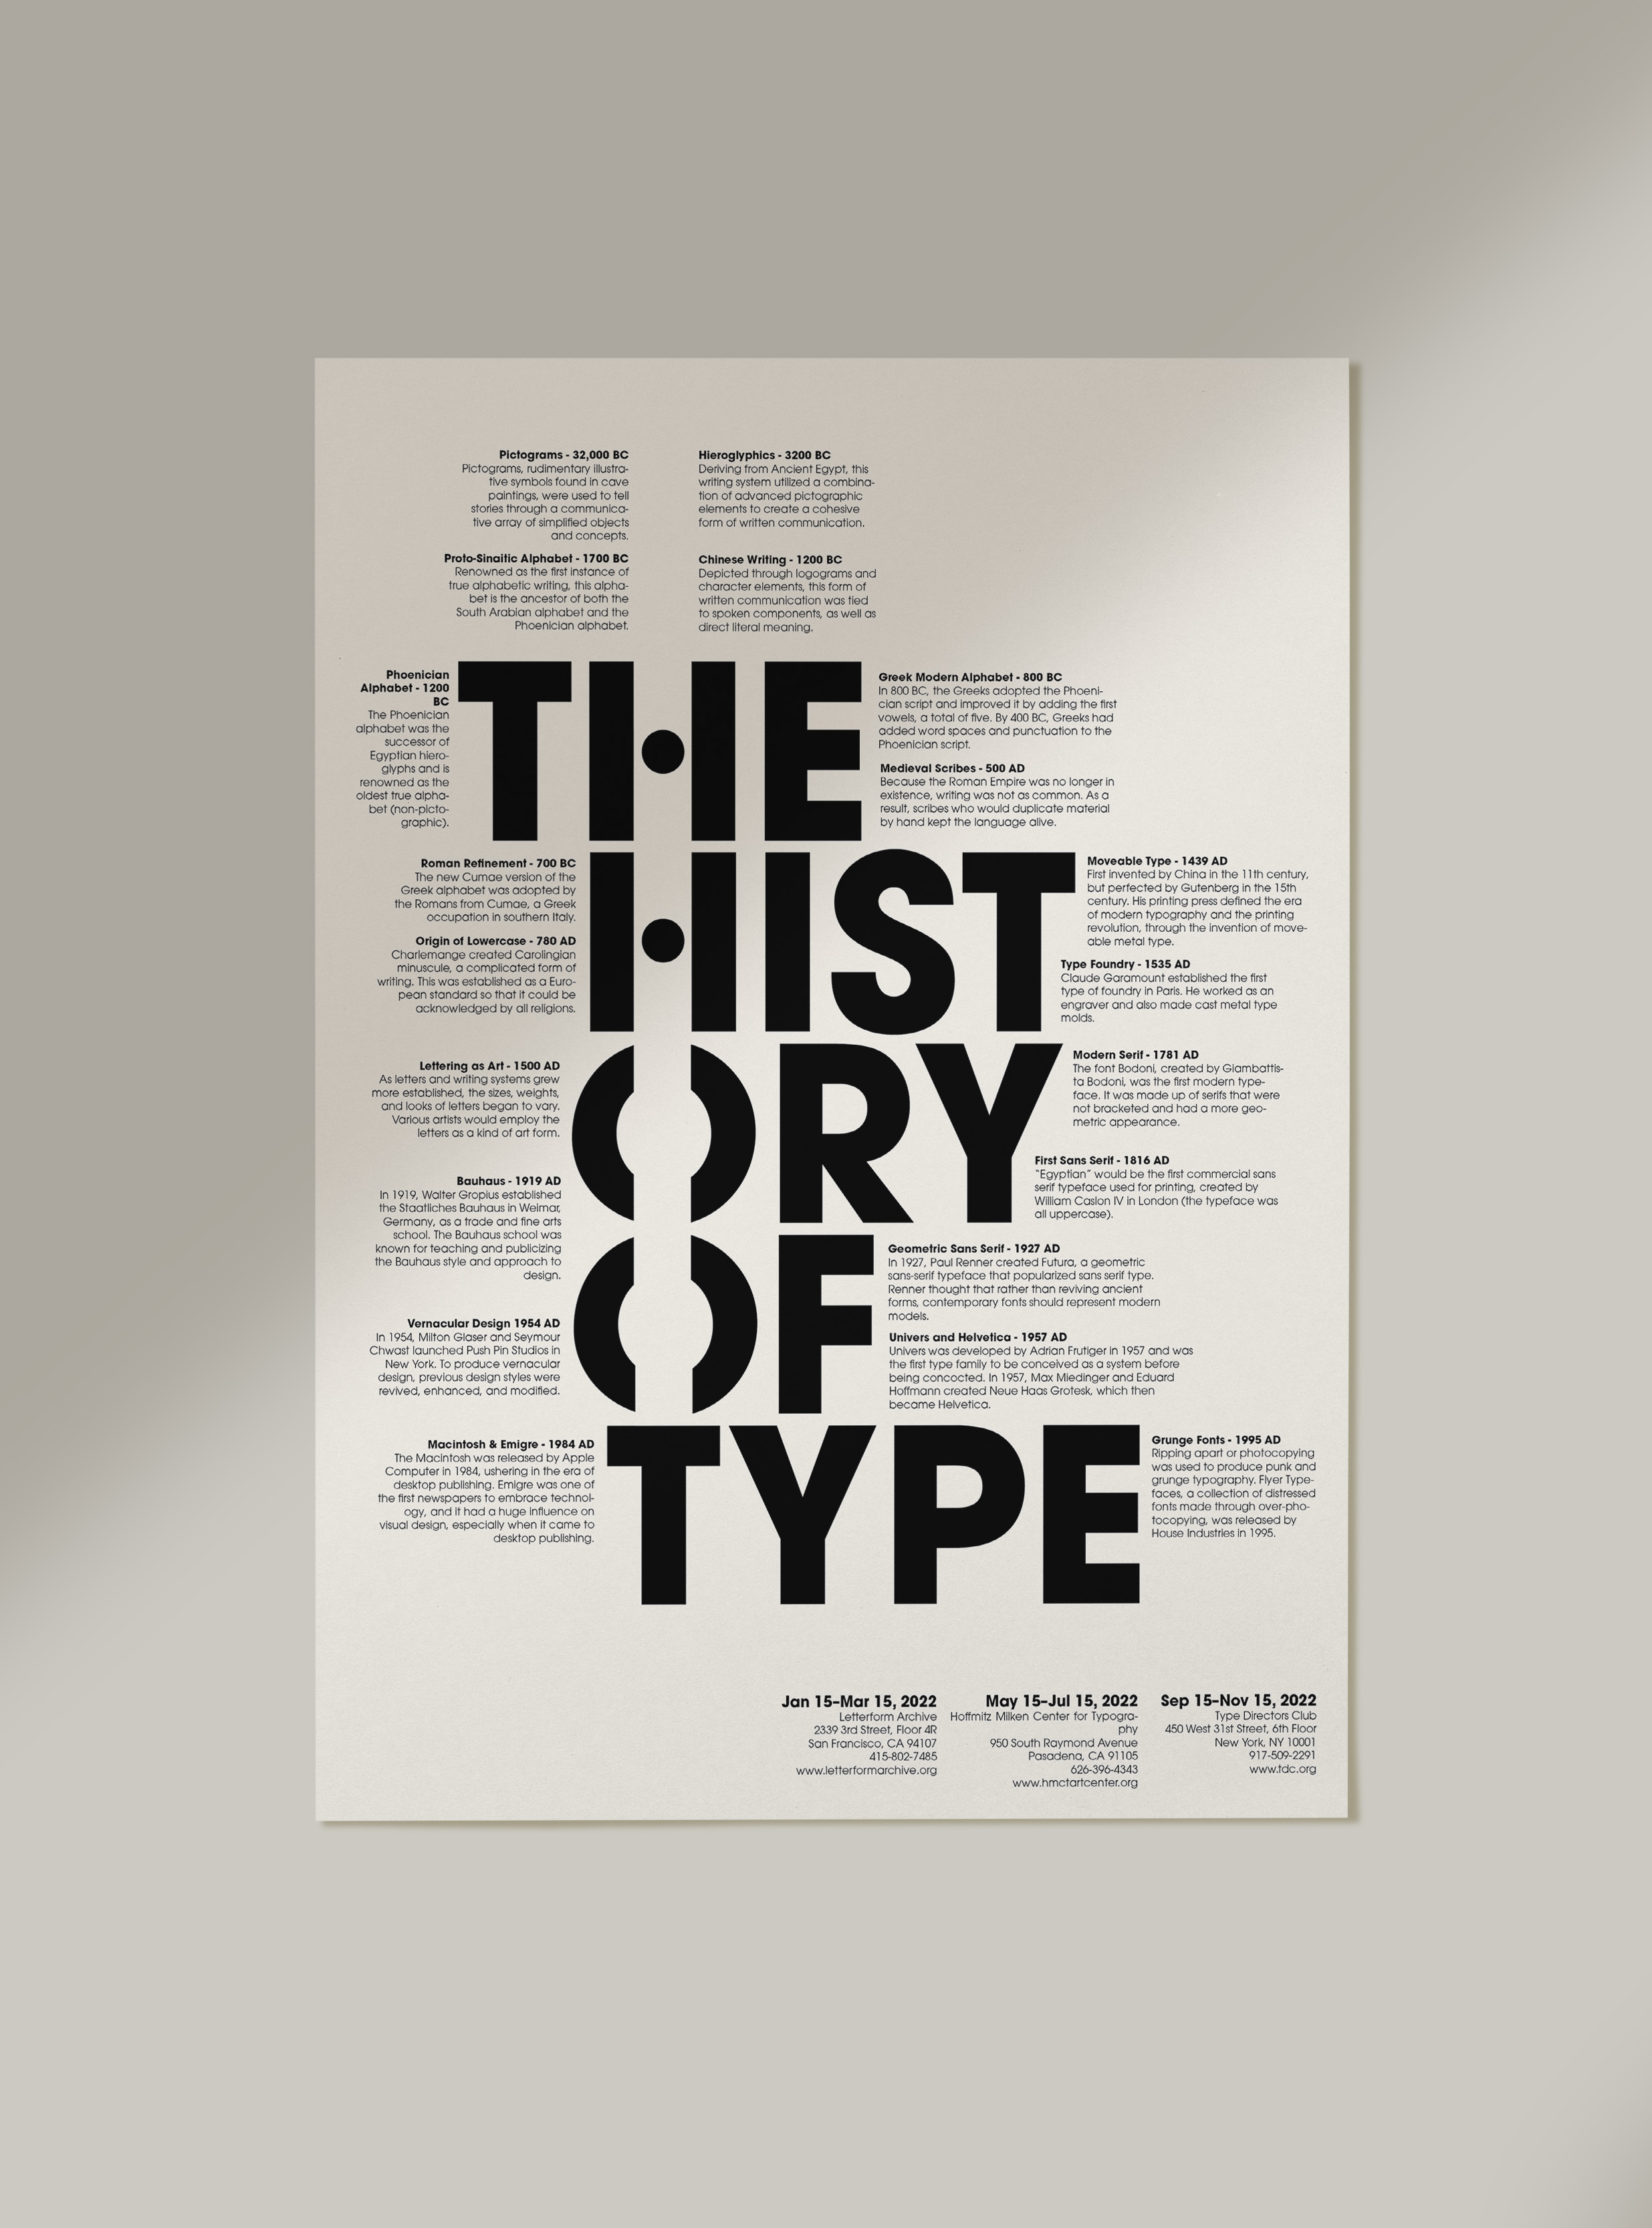 Pictograms - 32,000 BC
Pictograms, rudimentary illustra-
tive symbols found in cave
paintings, were used to tell
stories through a communica-
tive array of simplified objects
and concepts.
Hieroglyphics - 3200 BC
Deriving from Ancient Egypt, this
writing system utilized a combina-
tion of advanced pictographic
elements to create a cohesive
form of written communication.
Proto-Sinaitic Alphabet - 1700 BC
Renowned as the first instance of
true alphabetic writing, this alpha-
bet is the ancestor of both the
South Arabian alphabet and the
Phoenician alphabet.
Chinese Writing - 1200 BC
Depicted through logograms and
character elements, this form of
written communication was tied
to spoken components, as well as
direct literal meaning.
Phoenician
Alphabet - 1200
BC
The Phoenician
alphabet was the
successor of
Egyptian hiero-
glyphs and is
renowned as the
oldest true alpha-
bet (non-picto-
graphic).
THE
Greek Modern Alphabet - 800 BC
In 800 BC, the Greeks adopted the Phoeni-
cian script and improved it by adding the first
vowels, a total of five. By 400 BC, Greeks had
added word spaces and punctuation to the
Phoenician script.
Medieval Scribes - 500 AD
Because the Roman Empire was no longer in
existence, writing was not as common. As a
result, scribes who would duplicate material
by hand kept the language alive.
Roman Refinement - 700 BC
The new Cumae version of the
Greek alphabet was adopted by
the Romans from Cumae, a Greek
occupation in southern Italy.
Origin of Lowercase - 780 AD
Charlemange created Carolingian
minuscule, a complicated form of
writing. This was established as a Euro-
pean standard so that it could be
acknowledged by all religions.
HIST
Moveable Type - 1439 AD
First invented by China in the 11th century,
but perfected by Gutenberg in the 15th
century. His printing press defined the era
of modern typography and the printing
revolution, through the invention of move-
able metal type.
Type Foundry - 1535 AD
Claude Garamount established the first
type of foundry in Paris. He worked as an
engraver and also made cast metal type
molds.
Lettering as Art - 1500 AD
As letters and writing systems grew
more established, the sizes, weights,
and looks of letters began to vary.
Various artists would employ the
letters as a kind of art form.
ORY
Modern Serif - 1781 AD
The font Bodoni, created by Giambattis-
ta Bodoni, was the first modern type-
face. It was made up of serifs that were
not bracketed and had a more geo-
metric appearance.
First Sans Serif - 1816 AD
"Egyptian" would be the first commercial sans
serif typeface used for printing, created by
William Caslon IV in London (the typeface was
all uppercase).
Bauhaus - 1919 AD
In 1919, Walter Gropius established
the Staatliches Bauhaus in Weimar,
Germany, as a trade and fine arts
school. The Bauhaus school was
known for teaching and publicizing
the Bauhaus style and approach to
design.
OF
Geometric Sans Serif - 1927 AD
In 1927, Paul Renner created Futura, a geometric
sans-serif typeface that popularized sans serif type.
Renner thought that rather than reviving ancient
forms, contemporary fonts should represent modern
models.
Vernacular Design 1954 AD
In 1954, Milton Glaser and Seymour
Chwast launched Push Pin Studios in
New York. To produce vernacular
design, previous design styles were
revived, enhanced, and modified.
Univers and Helvetica - 1957 AD
Univers was developed by Adrian Frutiger in 1957 and was
the first type family to be conceived as a system before
being concocted. In 1957, Max Miedinger and Eduard
Hoffmann created Neue Haas Grotesk, which then
became Helvetica.
Macintosh & Emigre - 1984 AD
The Macintosh was released by Apple
Computer in 1984, ushering in the era of
desktop publishing. Emigre was one of
the first newspapers to embrace technol-
ogy, and it had a huge influence on
visual design, especially when it came to
desktop publishing.
TYPE
Grunge Fonts - 1995 AD
Ripping apart or photocopying
was used to produce punk and
grunge typography. Flyer Type-
faces, a collection of distressed
fonts made through over-pho-
tocopying, was released by
House Industries in 1995.
Jan 15–Mar 15, 2022
Letterform Archive
2339 3rd Street, Floor 4R
San Francisco, CA 94107
415-802-7485
www.letterformarchive.org
May 15–Jul 15, 2022
Hoffmitz Milken Center for Typogra-
phy
950 South Raymond Avenue
Pasadena, CA 91105
626-396-4343
www.hmctartcenter.org
Sep 15–Nov 15, 2022
Type Directors Club
450 West 31st Street, 6th Floor
New York, NY 10001
917-509-2291
www.tdc.org